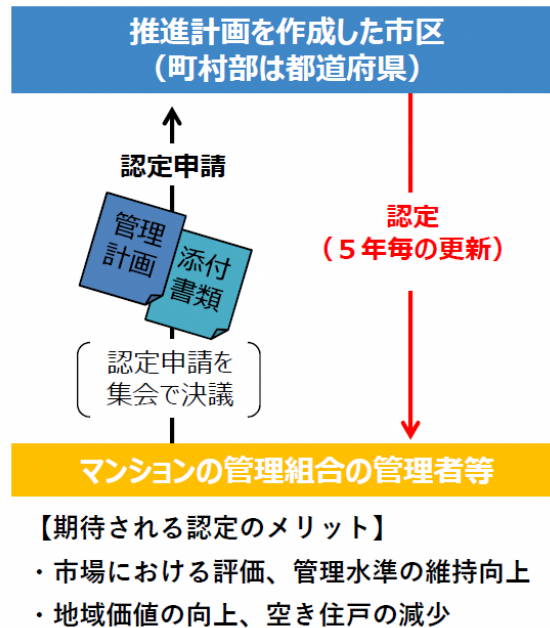 推進計画を作成した市区
（町村部は都道府県）
認定申請
管理
計画
添付
書類
認定申請を
集会で決議
認定
（５年毎の更新）
マンションの管理組合の管理者等
【期待される認定のメリット】
・市場における評価、管理水準の維持向上
・地域価値の向上、空き住戸の減少